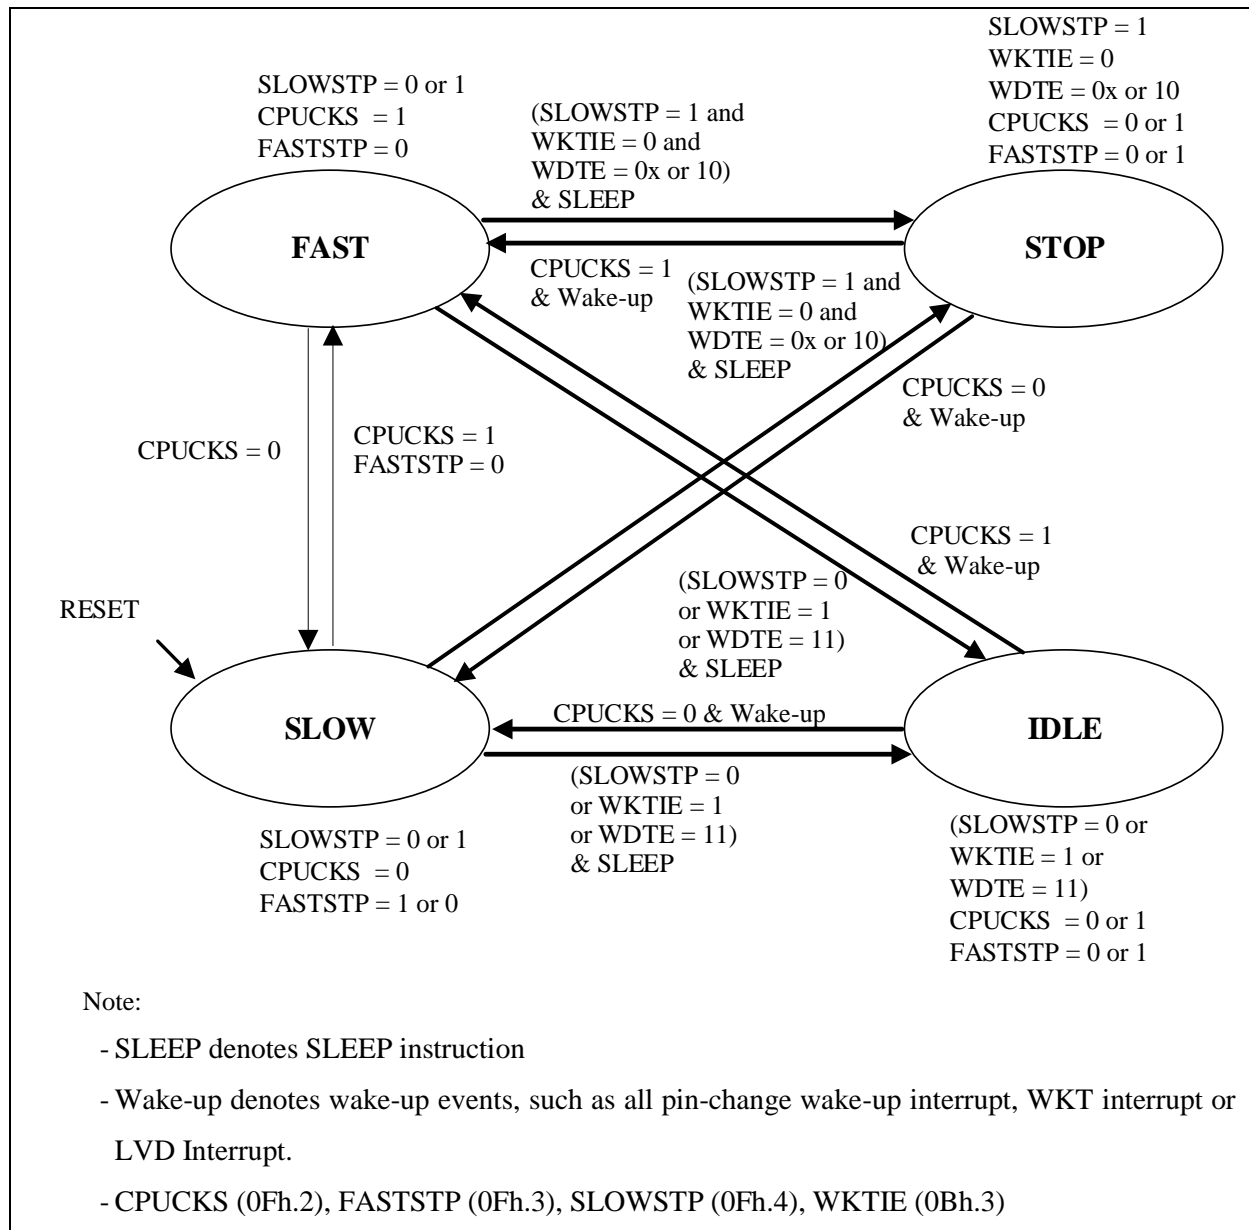 SLOWSTP = 1
WKTIE = 0
WDTE = 0x or 10
CPUCKS = 0 or 1
FASTSTP = 0 or 1
SLOWSTP = 0 or 1
CPUCKS = 1
FASTSTP = 0
(SLOWSTP = 1 and
WKTIE = 0 and
WDTE = 0x or 10)
& SLEEP
FAST
STOP
CPUCKS = 1
& Wake-up
(SLOWSTP = 1 and
WKTIE = 0 and
WDTE = 0x or 10)
& SLEEP
CPUCKS = 0
& Wake-up
CPUCKS = 0
CPUCKS = 1
FASTSTP = 0
CPUCKS = 1
& Wake-up
(SLOWSTP = 0
or WKTIE = 1
or WDTE = 11)
& SLEEP
RESET
SLOW
CPUCKS = 0 & Wake-up
IDLE
(SLOWSTP = 0
or WKTIE = 1
or WDTE = 11)
& SLEEP
SLOWSTP = 0 or 1
CPUCKS = 0
FASTSTP = 1 or 0
(SLOWSTP = 0 or
WKTIE = 1 or
WDTE = 11)
CPUCKS = 0 or 1
FASTSTP = 0 or 1
Note:
- SLEEP denotes SLEEP instruction
- Wake-up denotes wake-up events, such as all pin-change wake-up interrupt, WKT interrupt or
LVD Interrupt.
- CPUCKS (0Fh.2), FASTSTP (0Fh.3), SLOWSTP (0Fh.4), WKTIE (0Bh.3)